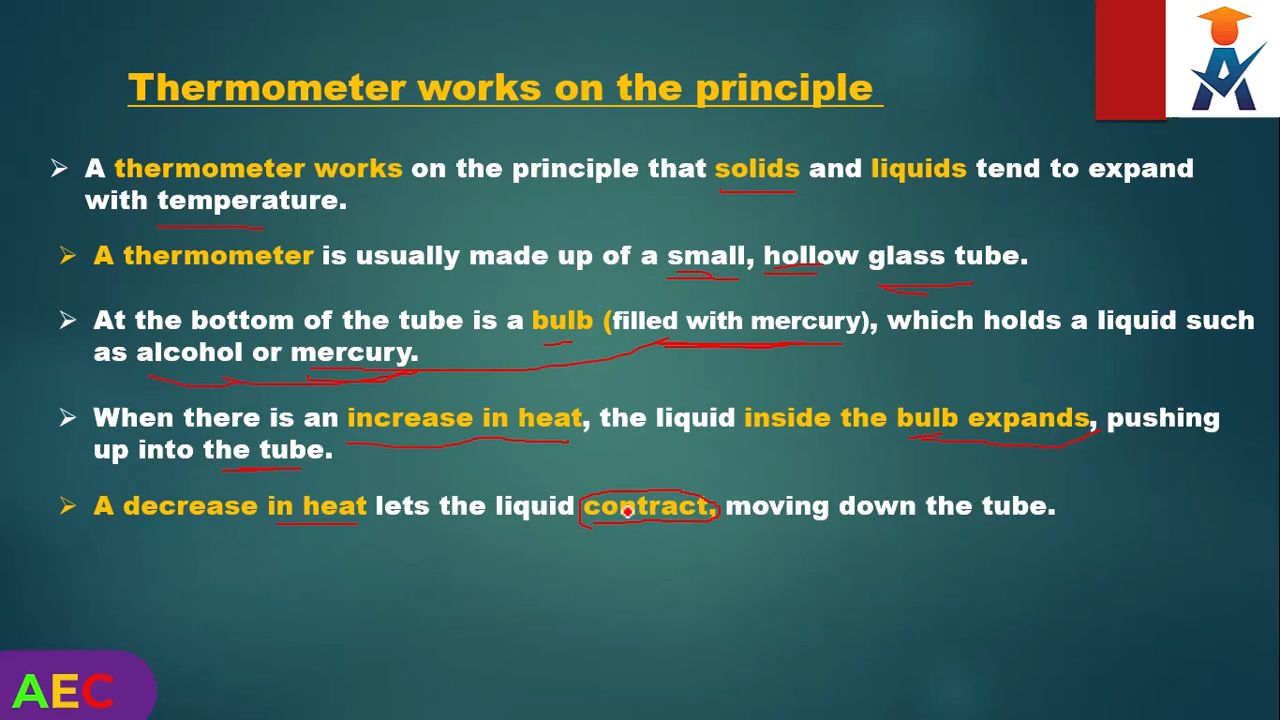 Thermometer works on the principle
A thermometer works on the principle that solids and liquids tend to expand
with temperature.
A thermometer is usually made up of a small, hollow glass tube.
At the bottom of the tube is a bulb (filled with mercury), which holds a liquid such
as alcohol or mercury.
When there is an increase in heat, the liquid inside the bulb expands, pushing
up into the tube.
A decrease in heat lets the liquid contract, moving down the tube.
AEC